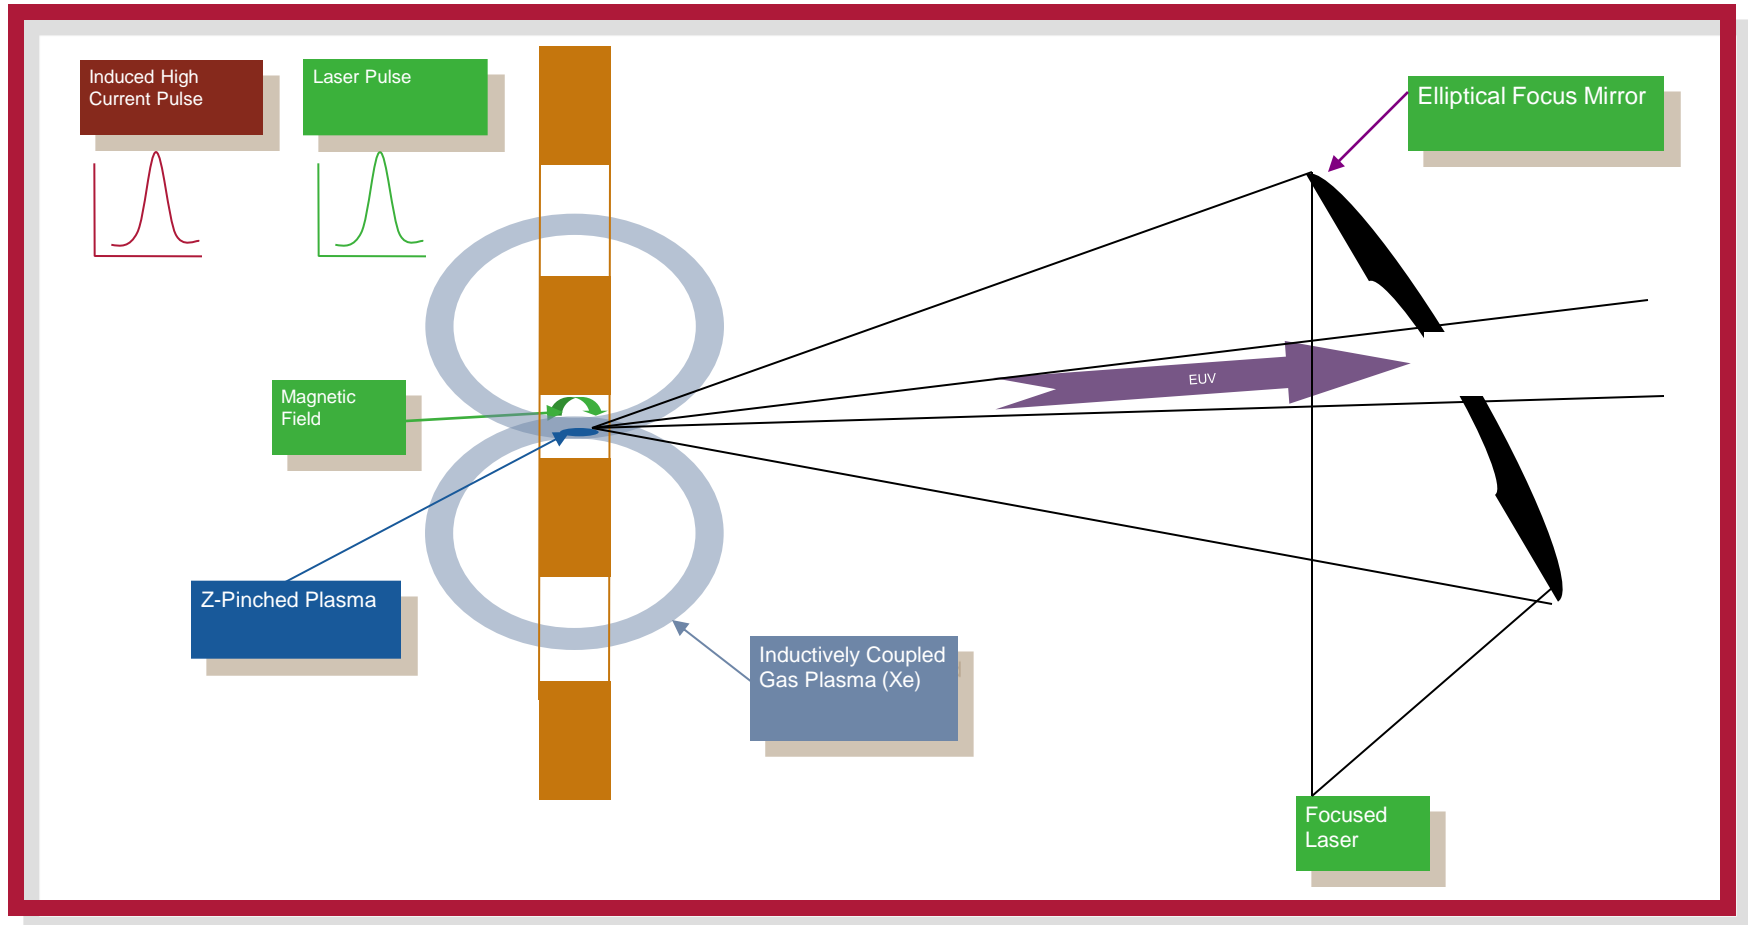 Induced High
Current Pulse
Laser Pulse
Elliptical Focus Mirror
EUV
Magnetic
Field
Z-Pinched Plasma
Inductively Coupled
Gas Plasma (Xe)
Focused
Laser